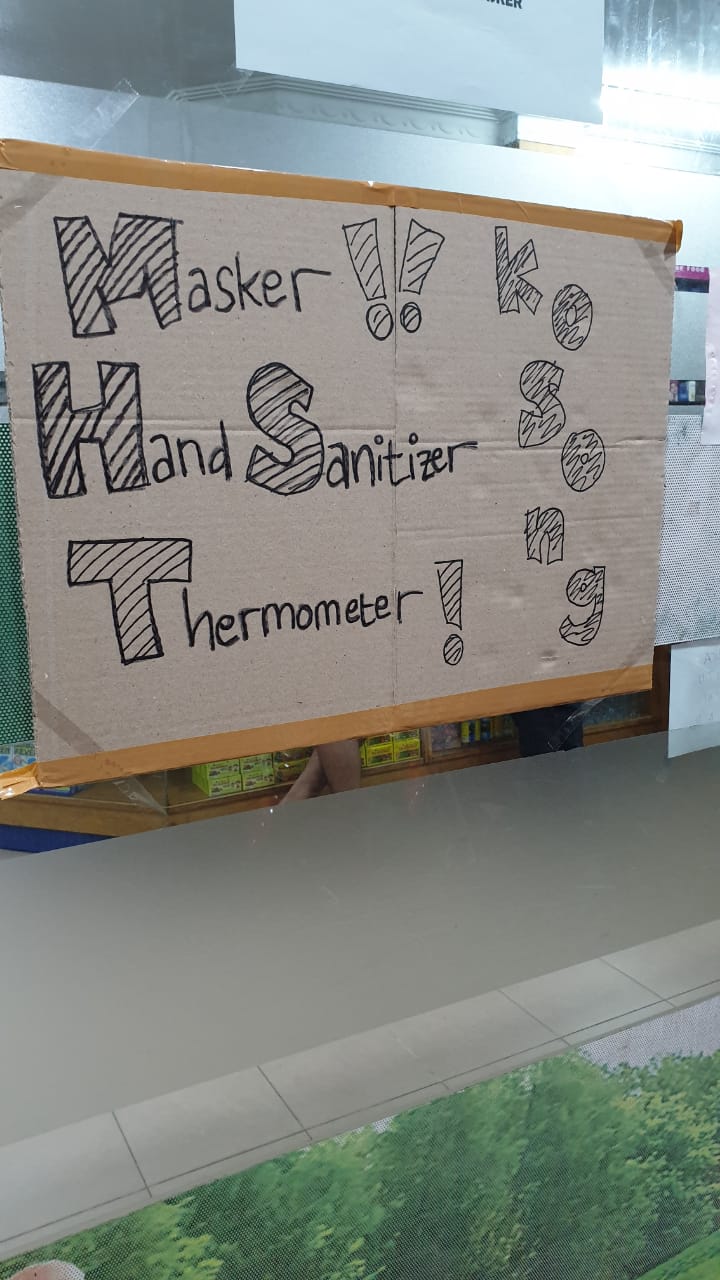 Masker !!
Hand Sanitizer
Thermometer !
kosong